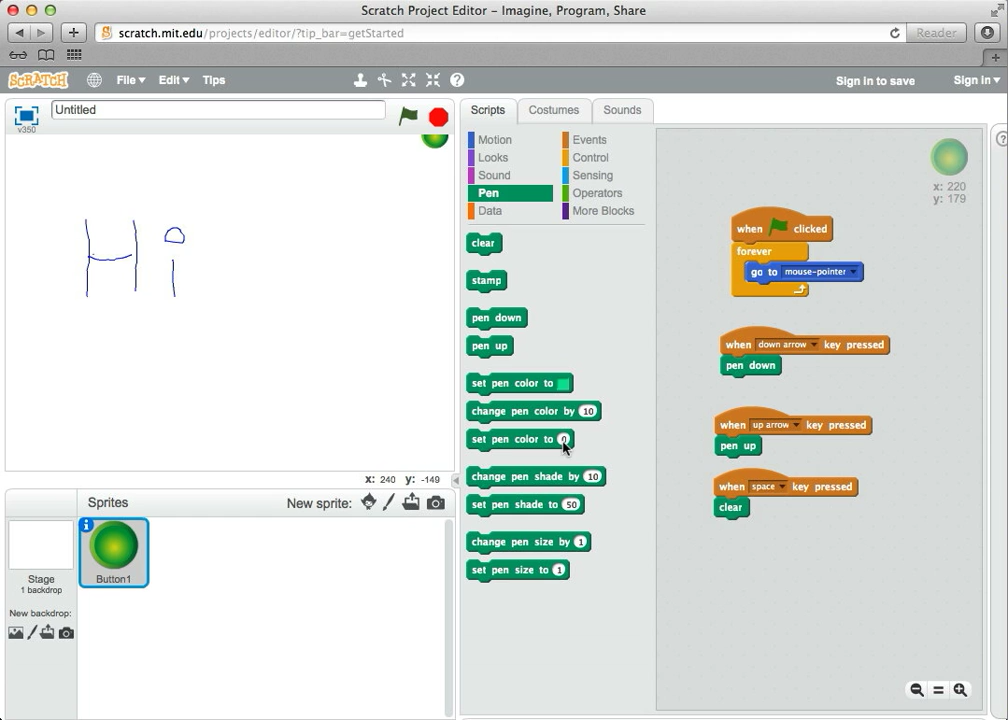 Scratch Project Editor - Imagine, Program, Share
scratch.mit.edu/projects/editor/?tip_bar=getStarted
Reader
SCRATCH File Edit Tips Sign in to save Sign in
Untitled
v350
Scripts Costumes Sounds
Motion Events
Looks Control
Sound Sensing
Pen Operators
Data More Blocks
clear
stamp
pen down
pen up
set pen color to
change pen color by 10
set pen color to 0
change pen shade by 10
set pen shade to 50
change pen size by 1
set pen size to 1
Hi
x: 240 y: -149
x: 220
y: 179
when clicked
forever
go to mouse-pointer
when down arrow key pressed
pen down
when up arrow key pressed
pen up
when space key pressed
clear
Sprites New sprite:
Stage
1 backdrop
New backdrop:
Button1